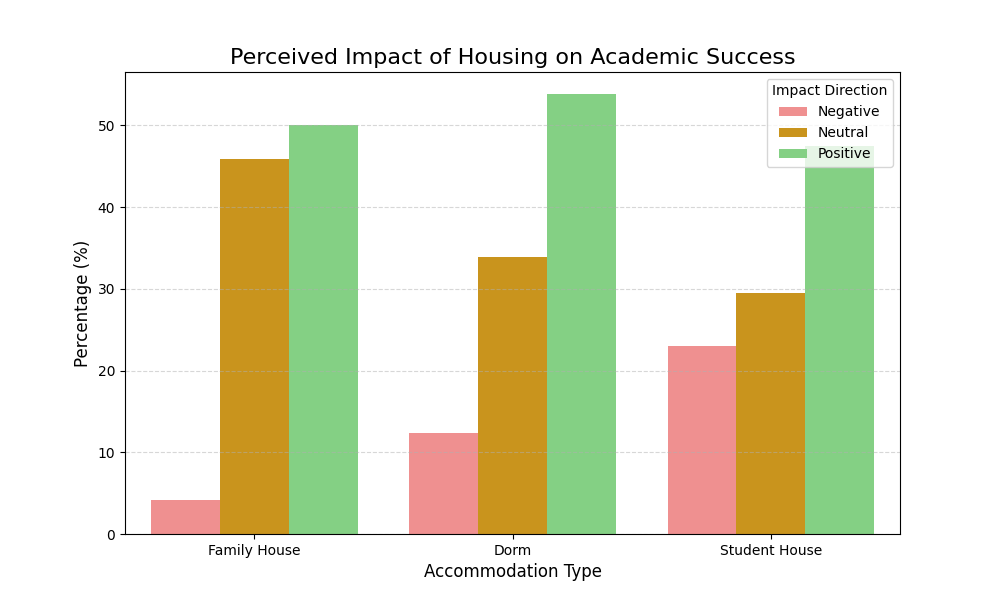 Perceived Impact of Housing on Academic Success
Impact Direction
Negative
Neutral
Positive
50
40
30
20
10
0
Percentage (%)
Family House
Dorm
Student House
Accommodation Type